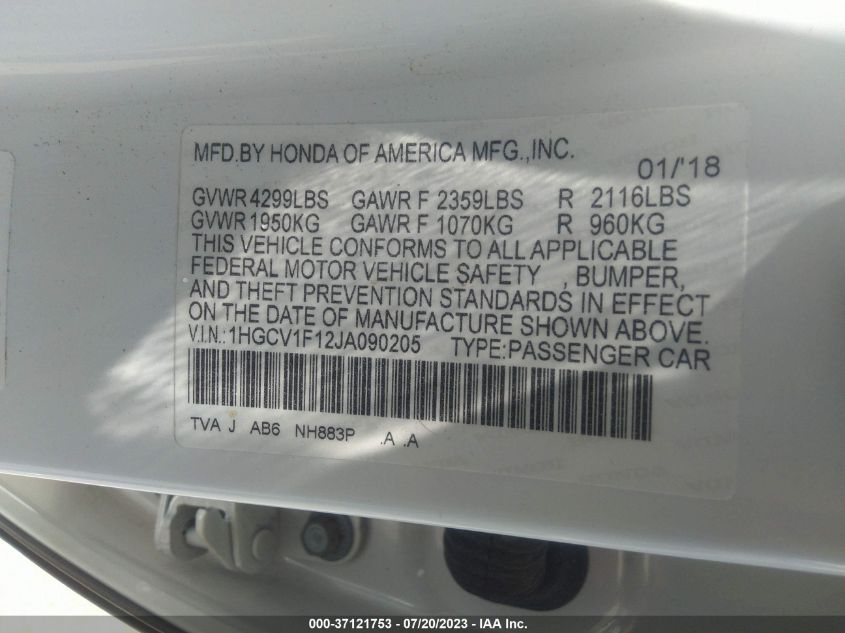 MFD.BY HONDA OF AMERICA MFG.,INC.
01/'18
GVWR 4299LBS GAWR F 2359LBS R 2116LBS
GVWR 1950KG GAWR F 1070KG R 960KG
THIS VEHICLE CONFORMS TO ALL APPLICABLE
FEDERAL MOTOR VEHICLE SAFETY , BUMPER,
AND THEFT PREVENTION STANDARDS IN EFFECT
ON THE DATE OF MANUFACTURE SHOWN ABOVE.
V.I.N.:1HGCV1F12JA090205 TYPE:PASSENGER CAR
TVA J AB6 NH883P .A .A
000-37121753 - 07/20/2023 - IAA Inc.